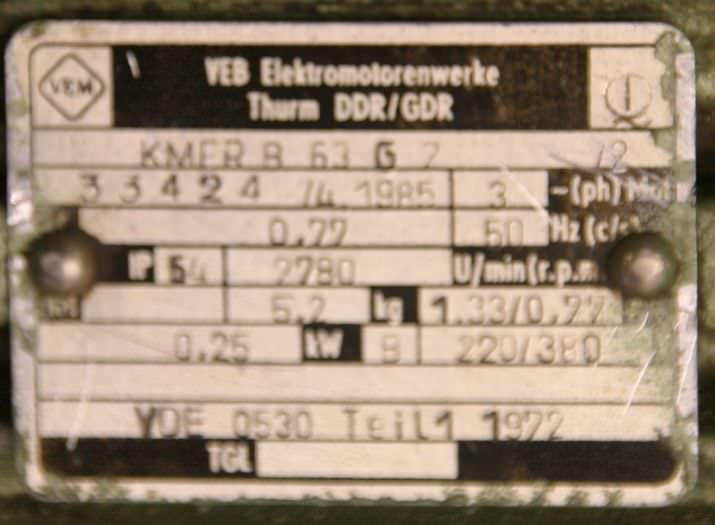 VEM VEB Elektromotorenwerke
Thurm DDR/GDR
KMER B 63 G 2
33424 /4 1985 3 ~(ph) Mot
0,77 50 Hz (c/s)
IP 54 2780 U/min(r.p.m.
5,2 kg 1.33/0,77
0,25 kW B 220/380
VDE 0530 Teil1 1972
TGL